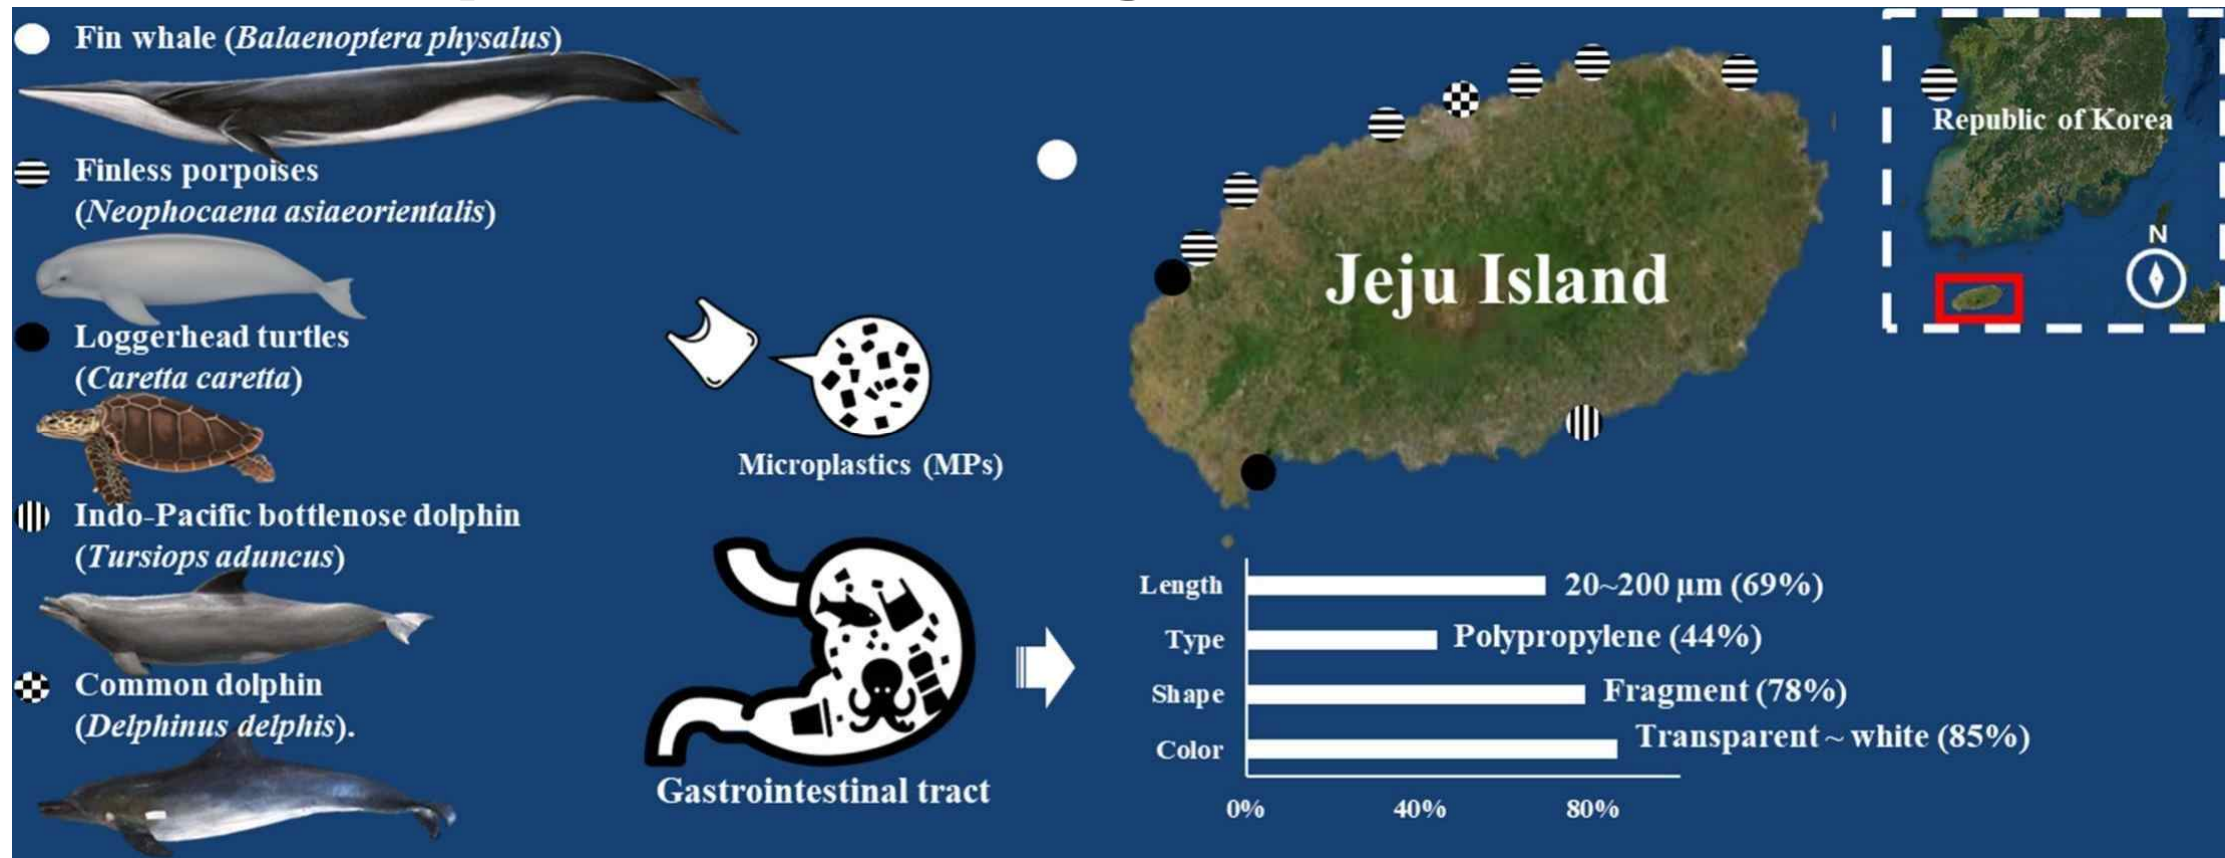 Fin whale (Balaenoptera physalus)
Finless porpoises
(Neophocaena asiaeorientalis)
Loggerhead turtles
(Caretta caretta)
Indo-Pacific bottlenose dolphin
(Tursiops aduncus)
Common dolphin
(Delphinus delphis).
Microplastics (MPs)
Gastrointestinal tract
Jeju Island
Republic of Korea
N
Length 20~200 μm (69%)
Type Polypropylene (44%)
Shape Fragment (78%)
Color Transparent ~ white (85%)
0% 40% 80%